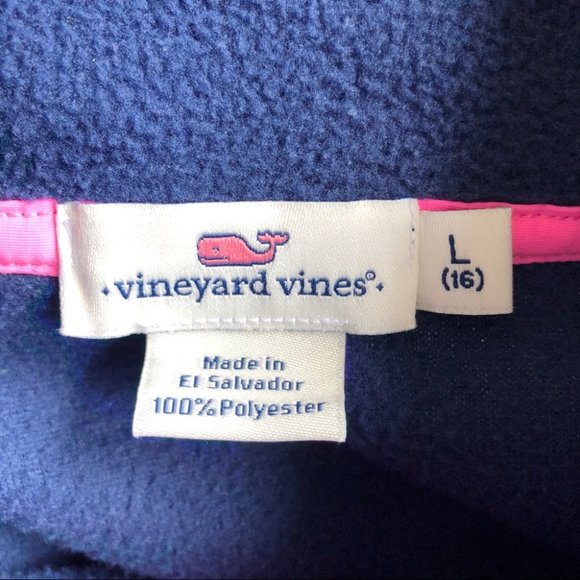 vineyard vines®
L
(16)
Made in
El Salvador
100% Polyester